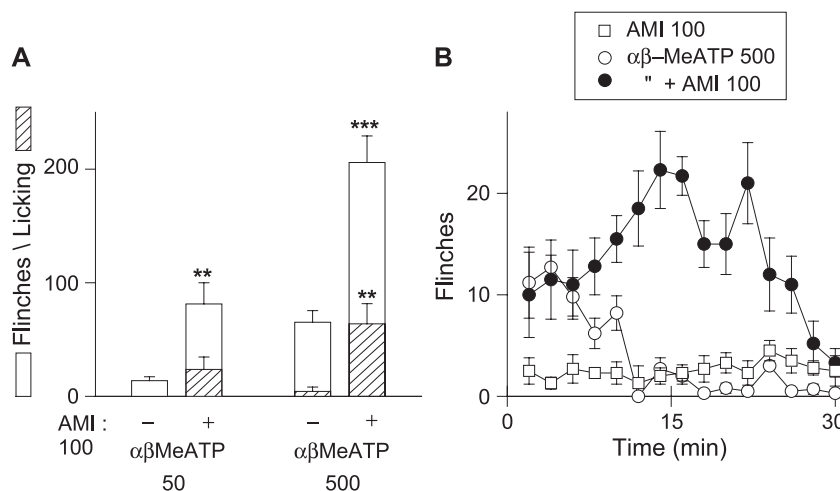 A
Flinches \ Licking
200
100
0
*** 
**
**
AMI : − + − +
100
αβMeATP αβMeATP
50 500
B
AMI 100
αβ–MeATP 500
" + AMI 100
Flinches
20
10
0
0 15 30
Time (min)